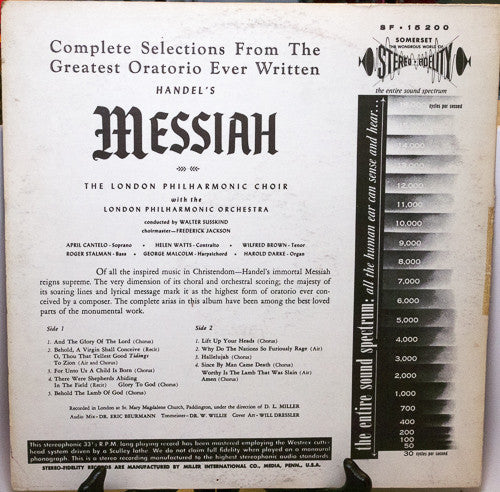 SF - 15200
Complete Selections From The
Greatest Oratorio Ever Written
HANDEL'S
MESSIAH
THE LONDON PHILHARMONIC CHOIR
with the
LONDON PHILHARMONIC ORCHESTRA
conducted by WALTER SUSSKIND
choirmaster—FREDERICK JACKSON
APRIL CANTELO - Soprano • HELEN WATTS - Contralto • WILFRED BROWN - Tenor
ROGER STALMAN - Bass • GEORGE MALCOLM - Harpsichord • HAROLD DARKE - Organ
Of all the inspired music in Christendom—Handel's immortal Messiah
reigns supreme. The very dimension of its choral and orchestral scoring; the majesty of
its soaring lines and lyrical message mark it as the highest form of oratorio ever con-
ceived by a composer. The complete arias in this album have been among the best loved
parts of the monumental work.
Side 1
1. And The Glory Of The Lord (Chorus)
2. Behold, A Virgin Shall Conceive (Recit)
O, Thou That Tellest Good Tidings
To Zion (Air and Chorus)
3. For Unto Us A Child Is Born (Chorus)
4. There Were Shepherds Abiding
In The Field (Recit) Glory To God (Chorus)
5. Behold The Lamb Of God (Chorus)
Side 2
1. Lift Up Your Heads (Chorus)
2. Why Do The Nations So Furiously Rage (Air)
3. Hallelujah (Chorus)
4. Since By Man Came Death (Chorus)
Worthy Is The Lamb That Was Slain (Air)
Amen (Chorus)
Recorded in London at St. Mary Magdalene Church, Paddington, under the direction of D. L. MILLER
Audio Mix - DR. ERIC BEURMANN Tonmeister - DR. W. WILLIE Cover Art - WILL DRESSLER
This stereophonic 33⅓ R.P.M. long playing record has been mastered employing the Westrex cutter
head system driven by a Sculley lathe. We do not claim full fidelity when played on a monaural
phonograph. This is a stereo recording manufactured to the highest stereophonic audio standards.
STEREO-FIDELITY RECORDS ARE MANUFACTURED BY MILLER INTERNATIONAL CO., MEDIA, PENN., U.S.A.
SOMERSET
THE WONDROUS WORLD OF
STEREO - FIDELITY
the entire sound spectrum
cycles per second
14,000
13,000
12,000
11,000
10,000
9,000
8,000
7,000
6,000
5,000
4,000
3,000
2,000
1,000
700
400
200
100
50
30 cycles per second
the entire sound spectrum: all the human ear can sense and hear...